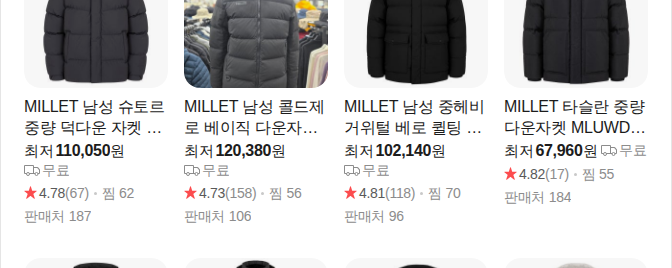 MILLET 남성 슈토르
중량 덕다운 자켓 ...
최저 110,050원
무료
4.78(67) · 찜 62
판매처 187
MILLET 남성 콜드제
로 베이직 다운자...
최저 120,380원
무료
4.73(158) · 찜 56
판매처 106
MILLET 남성 중헤비
거위털 베로 퀼팅 ...
최저 102,140원
무료
4.81(118) · 찜 70
판매처 96
MILLET 타슬란 중량
다운자켓 MLUWD...
최저 67,960원 무료
4.82(17) · 찜 55
판매처 184